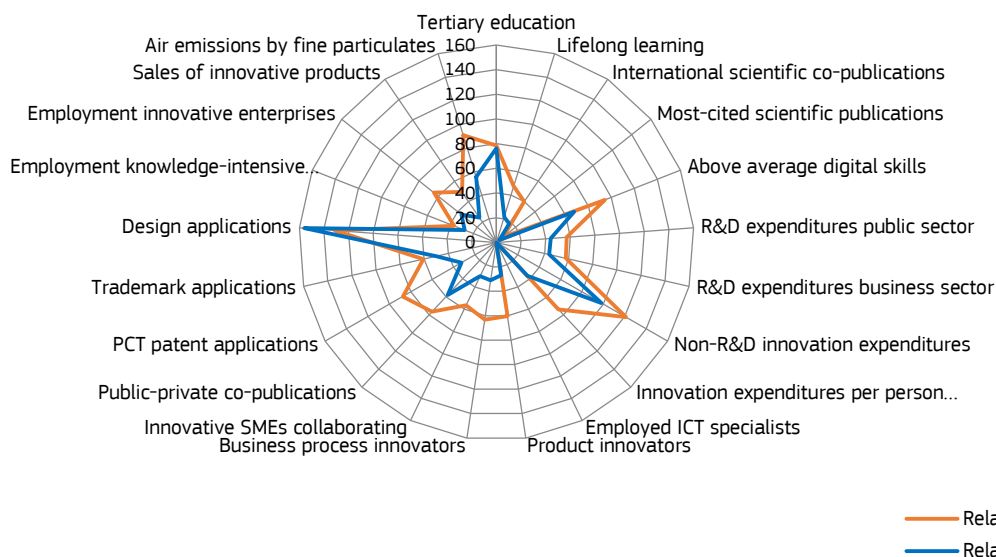 Tertiary education
Lifelong learning
International scientific co-publications
Most-cited scientific publications
Above average digital skills
R&D expenditures public sector
R&D expenditures business sector
Non-R&D innovation expenditures
Innovation expenditures per person...
Employed ICT specialists
Product innovators
Business process innovators
Innovative SMEs collaborating
Public-private co-publications
PCT patent applications
Trademark applications
Design applications
Employment knowledge-intensive...
Employment innovative enterprises
Sales of innovative products
Air emissions by fine particulates
160
140
120
100
80
60
40
20
0
Rela
Rela